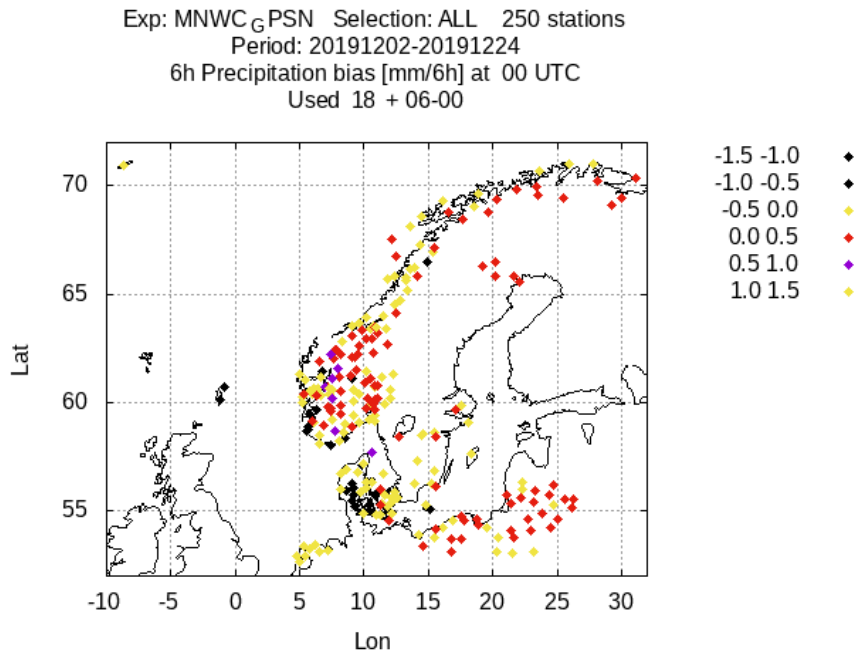 Exp: MNWC_GPSN Selection: ALL 250 stations
Period: 20191202-20191224
6h Precipitation bias [mm/6h] at 00 UTC
Used 18 + 06-00
-1.5 -1.0
-1.0 -0.5
-0.5 0.0
0.0 0.5
0.5 1.0
1.0 1.5
70
65
60
55
Lat
-10 -5 0 5 10 15 20 25 30
Lon